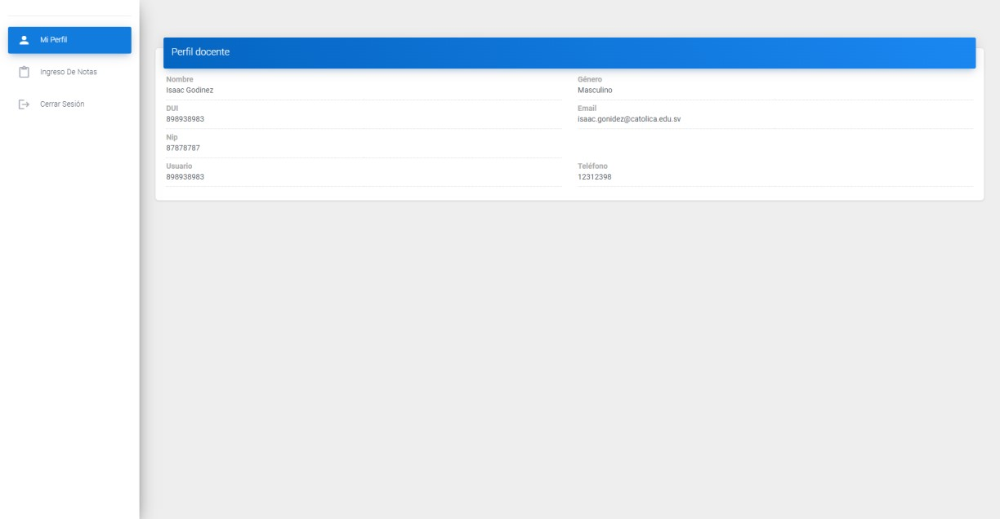 Mi Perfil
Ingreso De Notas
Cerrar Sesión
Perfil docente
Nombre
Isaac Godinez
Género
Masculino
DUI
898938983
Email
isaac.gonidez@catolica.edu.sv
Nip
87878787
Usuario
898938983
Teléfono
12312398